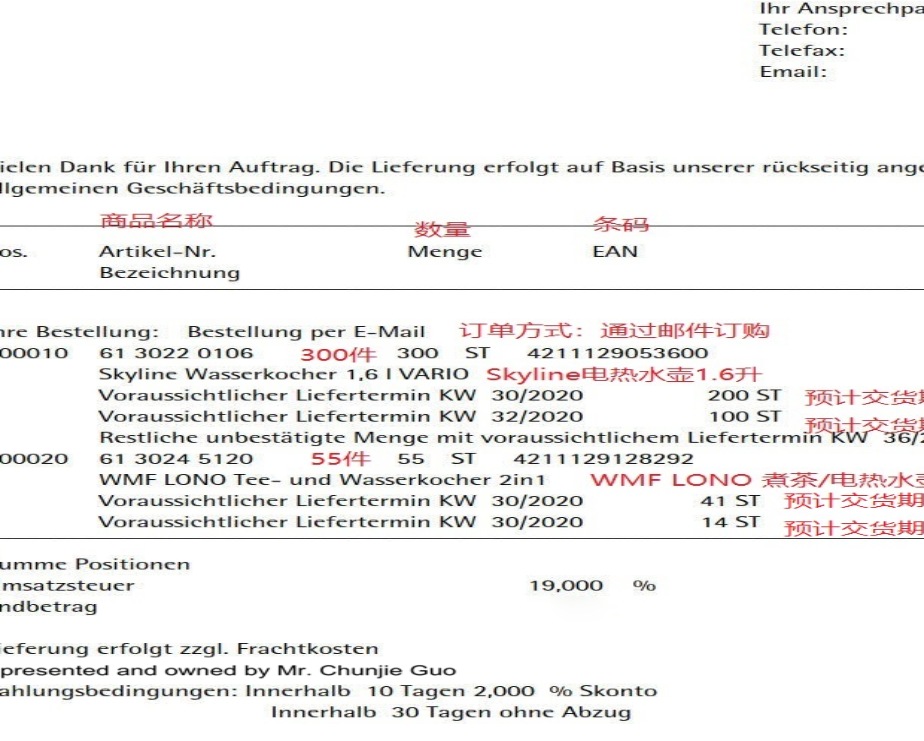 Ihr Ansprechpa
Telefon:
Telefax:
Email:
ielen Dank für Ihren Auftrag. Die Lieferung erfolgt auf Basis unserer rückseitig ange
llgemeinen Geschäftsbedingungen.
商品名称 数量 条码
os. Artikel-Nr. Menge EAN
Bezeichnung
hre Bestellung: Bestellung per E-Mail 订单方式：通过邮件订购
00010 61 3022 0106 300件 300 ST 4211129053600
Skyline Wasserkocher 1,6 l VARIO Skyline电热水壶1.6升
Voraussichtlicher Liefertermin KW 30/2020 200 ST 预计交货期
Voraussichtlicher Liefertermin KW 32/2020 100 ST 预计交货期
Restliche unbestätigte Menge mit voraussichtlichem Liefertermin KW 36/2
00020 61 3024 5120 55件 55 ST 4211129128292
WMF LONO Tee- und Wasserkocher 2in1 WMF LONO 煮茶/电热水壶
Voraussichtlicher Liefertermin KW 30/2020 41 ST 预计交货期
Voraussichtlicher Liefertermin KW 30/2020 14 ST 预计交货期
umme Positionen
msatzsteuer 19,000 %
ndbetrag
ieferung erfolgt zzgl. Frachtkosten
presented and owned by Mr. Chunjie Guo
ahlungsbedingungen: Innerhalb 10 Tagen 2,000 % Skonto
Innerhalb 30 Tagen ohne Abzug